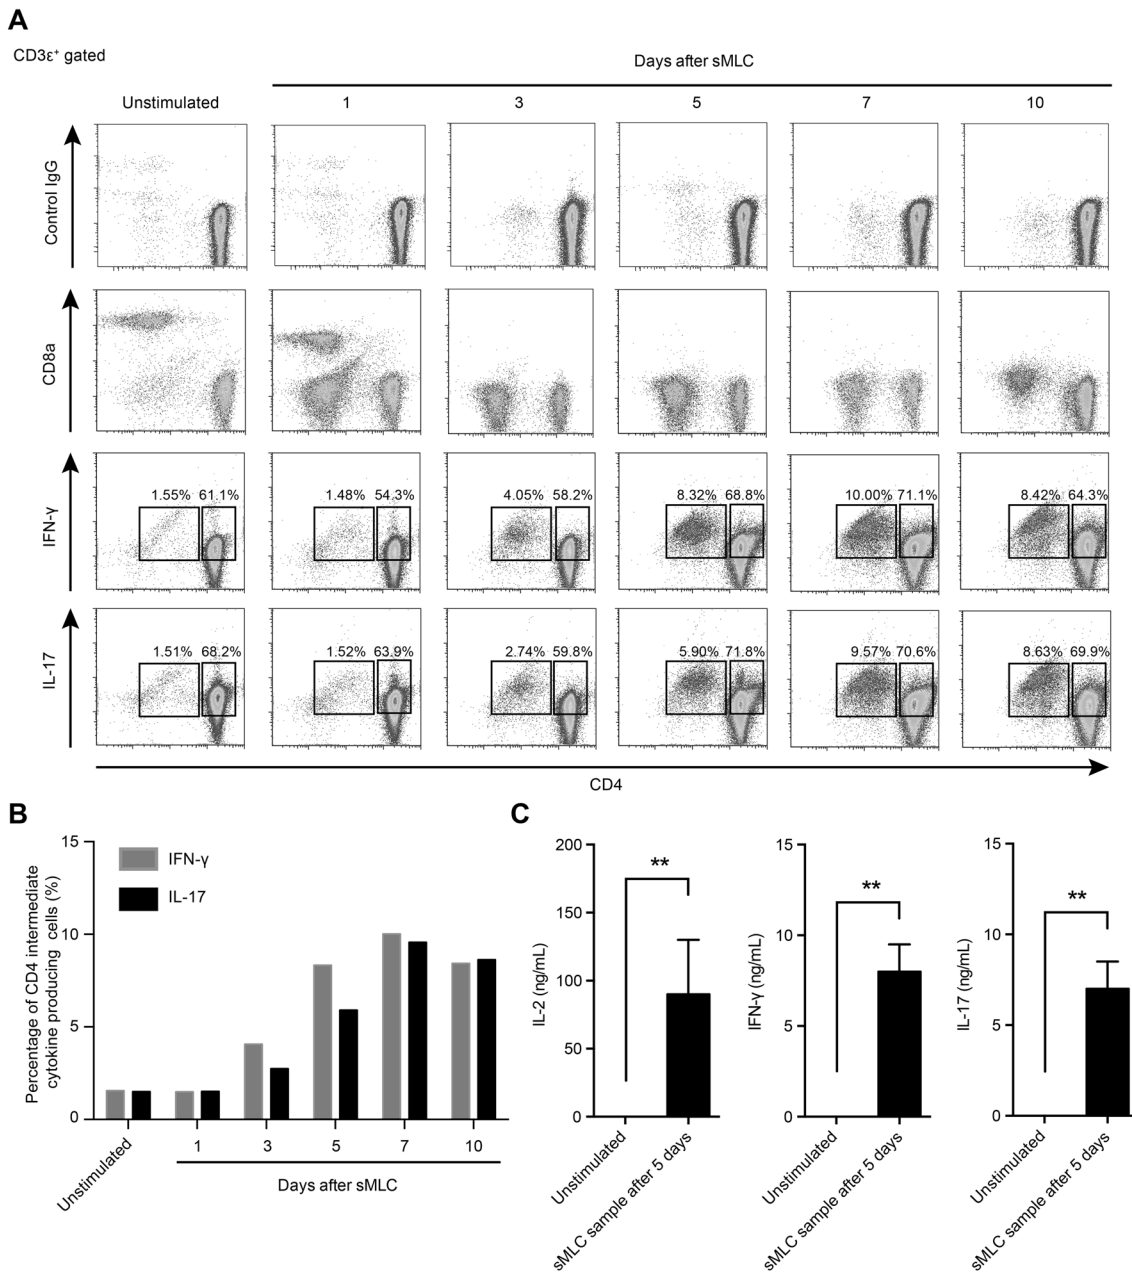 A
CD3ε⁺ gated
Days after sMLC
Unstimulated 1 3 5 7 10
Control IgG
CD8a
IFN-γ
1.55% 61.1% 1.48% 54.3% 4.05% 58.2% 8.32% 68.8% 10.00% 71.1% 8.42% 64.3%
IL-17
1.51% 68.2% 1.52% 63.9% 2.74% 59.8% 5.90% 71.8% 9.57% 70.6% 8.63% 69.9%
CD4
B
Percentage of CD4 intermediate
cytokine producing cells (%)
15
10
5
0
IFN-γ
IL-17
Unstimulated 1 3 5 7 10
Days after sMLC
C
IL-2 (ng/mL)
200
150
100
50
0
**
Unstimulated
sMLC sample after 5 days
IFN-γ (ng/mL)
15
10
5
0
**
Unstimulated
sMLC sample after 5 days
IL-17 (ng/mL)
15
10
5
0
**
Unstimulated
sMLC sample after 5 days